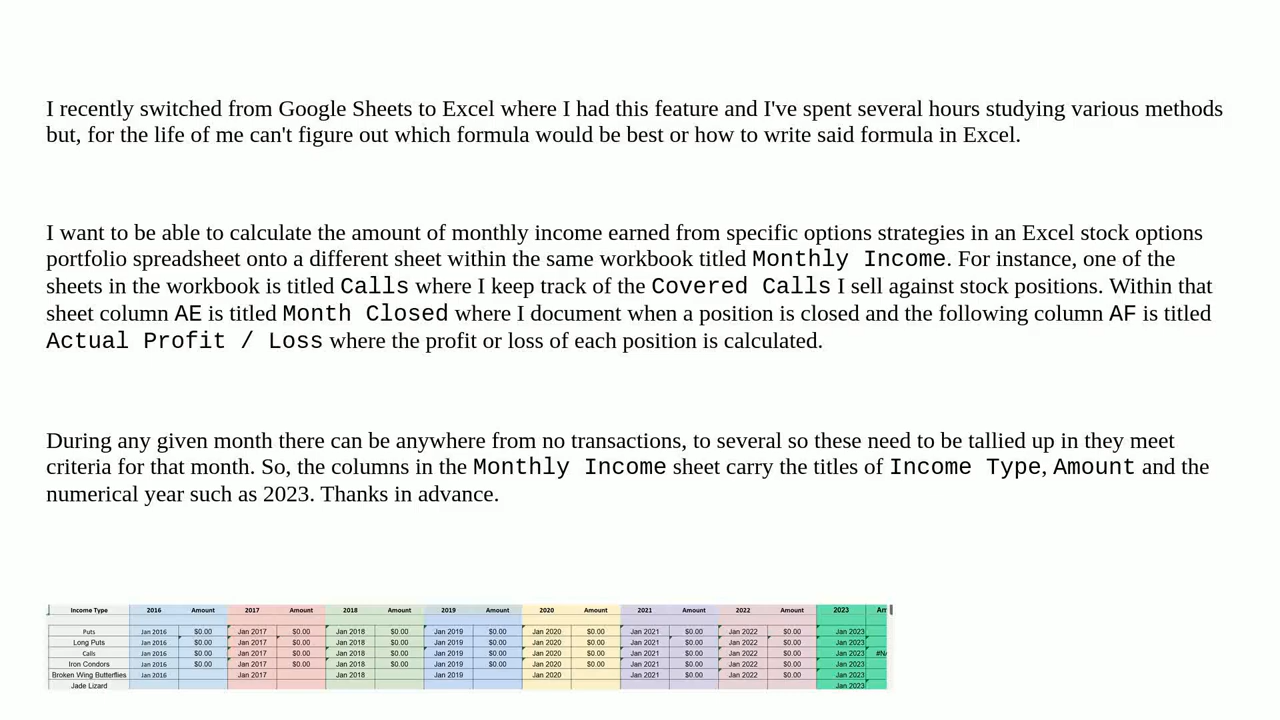 I recently switched from Google Sheets to Excel where I had this feature and I've spent several hours studying various methods
but, for the life of me can't figure out which formula would be best or how to write said formula in Excel.
I want to be able to calculate the amount of monthly income earned from specific options strategies in an Excel stock options
portfolio spreadsheet onto a different sheet within the same workbook titled Monthly Income. For instance, one of the
sheets in the workbook is titled Calls where I keep track of the Covered Calls I sell against stock positions. Within that
sheet column AE is titled Month Closed where I document when a position is closed and the following column AF is titled
Actual Profit / Loss where the profit or loss of each position is calculated.
During any given month there can be anywhere from no transactions, to several so these need to be tallied up in they meet
criteria for that month. So, the columns in the Monthly Income sheet carry the titles of Income Type, Amount and the
numerical year such as 2023. Thanks in advance.
Income Type 2016 Amount 2017 Amount 2018 Amount 2019 Amount 2020 Amount 2021 Amount 2022 Amount 2023 Am
Puts Jan 2016 $0.00 Jan 2017 $0.00 Jan 2018 $0.00 Jan 2019 $0.00 Jan 2020 $0.00 Jan 2021 $0.00 Jan 2022 $0.00 Jan 2023
Long Puts Jan 2016 $0.00 Jan 2017 $0.00 Jan 2018 $0.00 Jan 2019 $0.00 Jan 2020 $0.00 Jan 2021 $0.00 Jan 2022 $0.00 Jan 2023
Calls Jan 2016 $0.00 Jan 2017 $0.00 Jan 2018 $0.00 Jan 2019 $0.00 Jan 2020 $0.00 Jan 2021 $0.00 Jan 2022 $0.00 Jan 2023 #N/
Iron Condors Jan 2016 $0.00 Jan 2017 $0.00 Jan 2018 $0.00 Jan 2019 $0.00 Jan 2020 $0.00 Jan 2021 $0.00 Jan 2022 $0.00 Jan 2023
Broken Wing Butterflies Jan 2016 Jan 2017 Jan 2018 Jan 2019 Jan 2020 Jan 2021 $0.00 Jan 2022 $0.00 Jan 2023
Jade Lizard Jan 2023